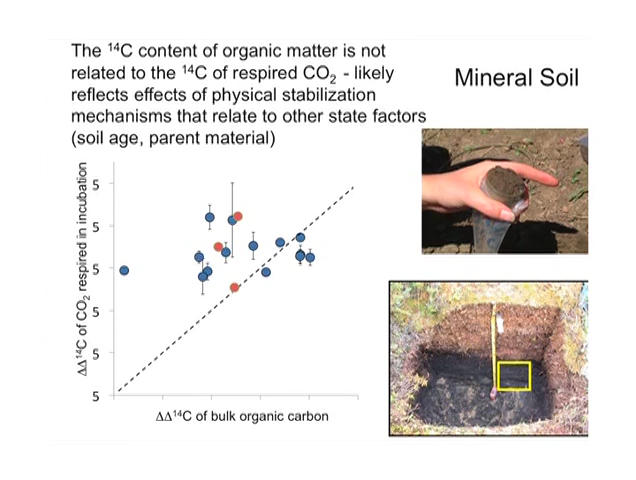 The ¹⁴C content of organic matter is not
related to the ¹⁴C of respired CO₂ - likely
reflects effects of physical stabilization
mechanisms that relate to other state factors
(soil age, parent material)
Mineral Soil
ΔΔ¹⁴C of CO₂ respired in incubation
5
5
5
5
5
5
ΔΔ¹⁴C of bulk organic carbon